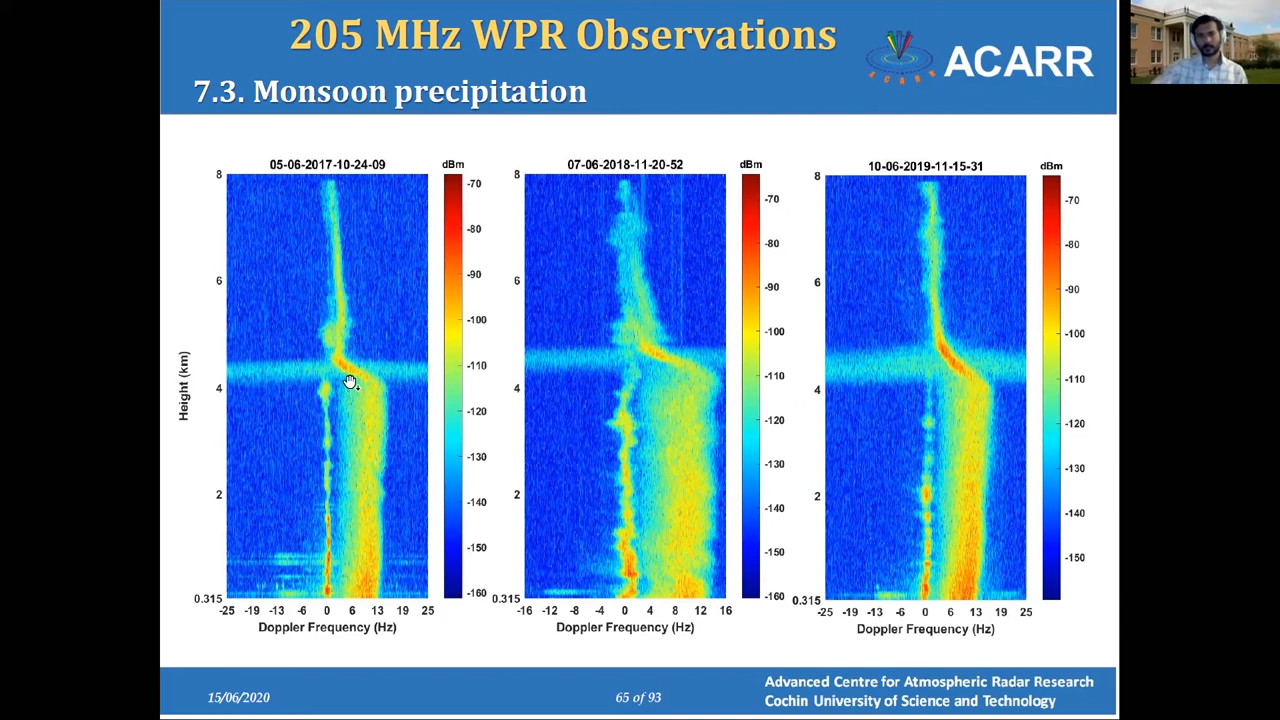 205 MHz WPR Observations
ACARR
ACARR
7.3. Monsoon precipitation
05-06-2017-10-24-09
dBm
07-06-2018-11-20-52
dBm
10-06-2019-11-15-31
dBm
Height (km)
8
6
4
2
0.315
-25 -19 -13 -6 0 6 13 19 25
Doppler Frequency (Hz)
-70
-80
-90
-100
-110
-120
-130
-140
-150
-160
8
6
4
2
0.315
-16 -12 -8 -4 0 4 8 12 16
Doppler Frequency (Hz)
-70
-80
-90
-100
-110
-120
-130
-140
-150
-160
8
6
4
2
0.315
-25 -19 -13 -6 0 6 13 19 25
Doppler Frequency (Hz)
-70
-80
-90
-100
-110
-120
-130
-140
-150
15/06/2020
65 of 93
Advanced Centre for Atmospheric Radar Research
Cochin University of Science and Technology